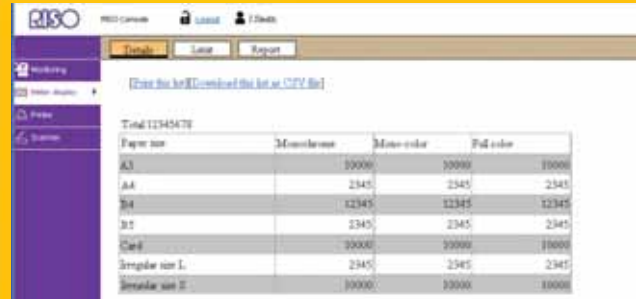 RISO RISO Console Logout
Details Limit Report
Monitoring
Meter display
Printer
Scanner
[Print this list][Download this list as CSV file]
Total:12345678
Paper size Monochrome Mono-color Full color
A3 10000 10000 10000
A4 2345 2345 2345
B4 12345 12345 12345
B5 2345 2345 2345
Card 10000 10000 10000
Irregular size L 2345 2345 2345
Irregular size S 10000 10000 10000